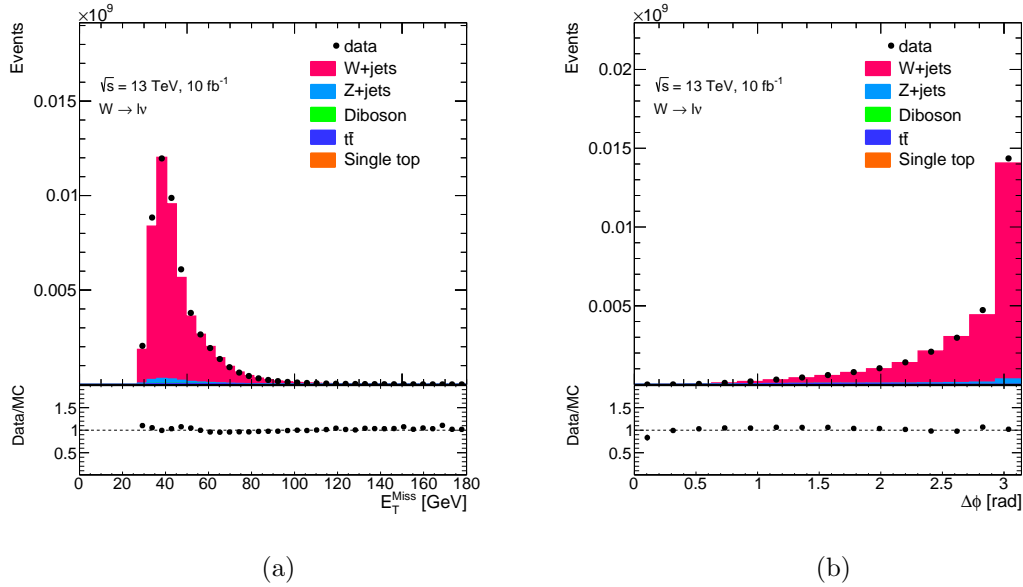 ×10⁹
Events
0.015
0.01
0.005
√s = 13 TeV, 10 fb⁻¹
W → lν
data
W+jets
Z+jets
Diboson
tt̄
Single top
Data/MC
1.5
1
0.5
0 20 40 60 80 100 120 140 160 180
E_T^Miss [GeV]
(a)
×10⁹
Events
0.02
0.015
0.01
0.005
√s = 13 TeV, 10 fb⁻¹
W → lν
data
W+jets
Z+jets
Diboson
tt̄
Single top
Data/MC
1.5
1
0.5
0 0.5 1 1.5 2 2.5 3
Δϕ [rad]
(b)